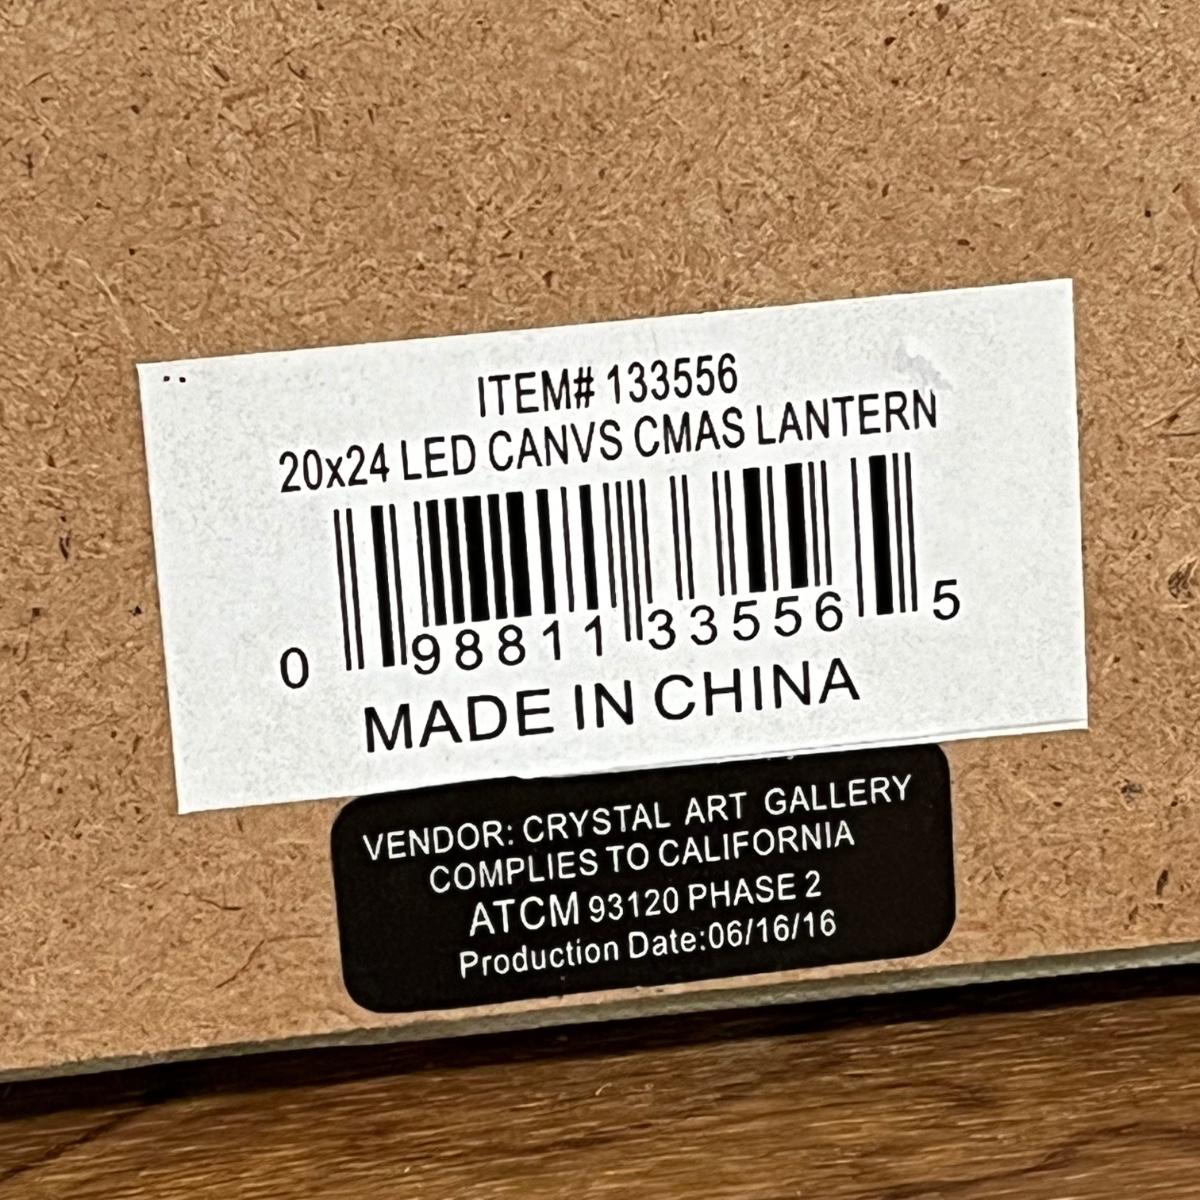 ITEM# 133556
20x24 LED CANVS CMAS LANTERN
0 98811 33556 5
MADE IN CHINA
VENDOR: CRYSTAL ART GALLERY
COMPLIES TO CALIFORNIA
ATCM 93120 PHASE 2
Production Date:06/16/16